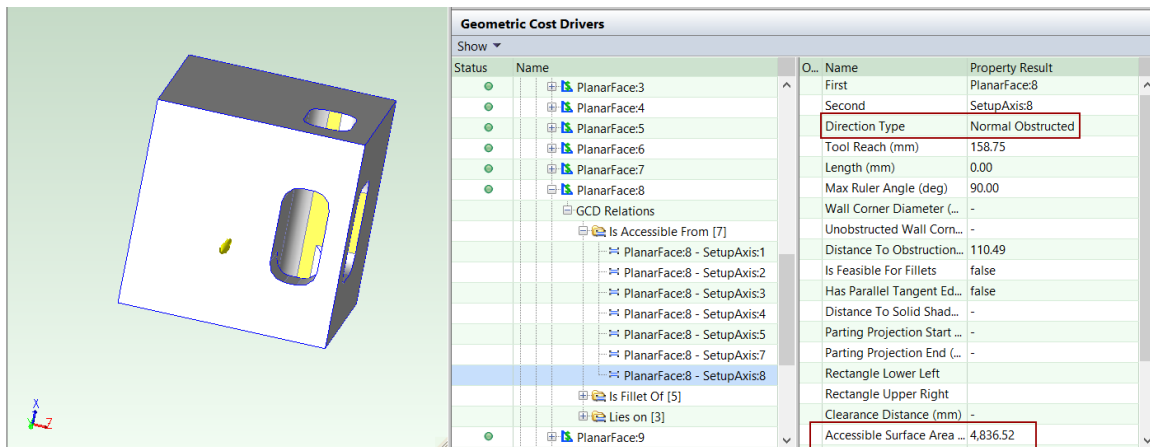 Geometric Cost Drivers
Show
Status Name
PlanarFace:3
PlanarFace:4
PlanarFace:5
PlanarFace:6
PlanarFace:7
PlanarFace:8
GCD Relations
Is Accessible From [7]
PlanarFace:8 - SetupAxis:1
PlanarFace:8 - SetupAxis:2
PlanarFace:8 - SetupAxis:3
PlanarFace:8 - SetupAxis:4
PlanarFace:8 - SetupAxis:5
PlanarFace:8 - SetupAxis:7
PlanarFace:8 - SetupAxis:8
Is Fillet Of [5]
Lies on [3]
PlanarFace:9
O... Name Property Result
First PlanarFace:8
Second SetupAxis:8
Direction Type Normal Obstructed
Tool Reach (mm) 158.75
Length (mm) 0.00
Max Ruler Angle (deg) 90.00
Wall Corner Diameter (... -
Unobstructed Wall Corn... -
Distance To Obstruction... 110.49
Is Feasible For Fillets false
Has Parallel Tangent Ed... false
Distance To Solid Shad... -
Parting Projection Start ... -
Parting Projection End (... -
Rectangle Lower Left
Rectangle Upper Right
Clearance Distance (mm) -
Accessible Surface Area ... 4,836.52
X
Z